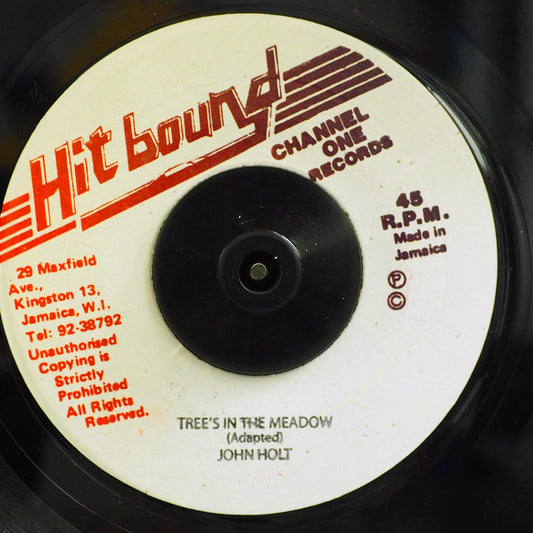 Hit bound
CHANNEL
ONE
RECORDS
45
R.P.M.
Made in
Jamaica
Ⓟ
©
29 Maxfield
Ave.,
Kingston 13,
Jamaica, W.I.
Tel: 92-38792
Unauthorised
Copying is
Strictly
Prohibited
All Rights
Reserved.
TREE'S IN THE MEADOW
(Adapted)
JOHN HOLT